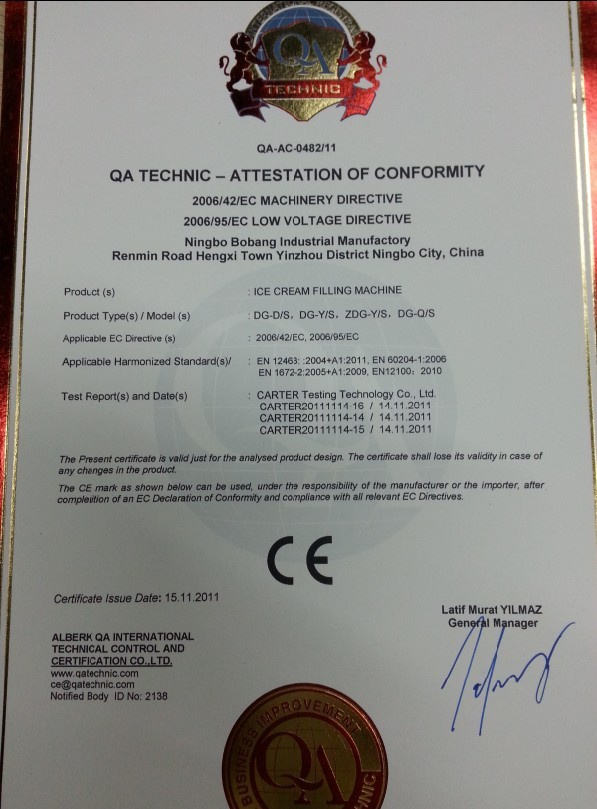 QA
TECHNIC
QA-AC-0482/11
QA TECHNIC – ATTESTATION OF CONFORMITY
2006/42/EC MACHINERY DIRECTIVE
2006/95/EC LOW VOLTAGE DIRECTIVE
Ningbo Bobang Industrial Manufactory
Renmin Road Hengxi Town Yinzhou District Ningbo City, China
Product (s) : ICE CREAM FILLING MACHINE
Product Type(s) / Model (s) : DG-D/S, DG-Y/S, ZDG-Y/S, DG-Q/S
Applicable EC Directive (s) : 2006/42/EC, 2006/95/EC
Applicable Harmonized Standard(s)/ : EN 12463: :2004+A1:2011, EN 60204-1:2006
EN 1672-2:2005+A1:2009, EN12100: 2010
Test Report(s) and Date(s) : CARTER Testing Technology Co., Ltd.
CARTER20111114-16 / 14.11.2011
CARTER20111114-14 / 14.11.2011
CARTER20111114-15 / 14.11.2011
The Present certificate is valid just for the analysed product design. The certificate shall lose its validity in case of
any changes in the product.
The CE mark as shown below can be used, under the responsibility of the manufacturer or the importer, after
completition of an EC Declaration of Conformity and compliance with all relevant EC Directives.
CE
Certificate Issue Date: 15.11.2011
Latif Murat YILMAZ
General Manager
ALBERK QA INTERNATIONAL
TECHNICAL CONTROL AND
CERTIFICATION CO.,LTD.
www.qatechnic.com
ce@qatechnic.com
Notified Body ID No: 2138
BUSINESS IMPROVEMENT
QA